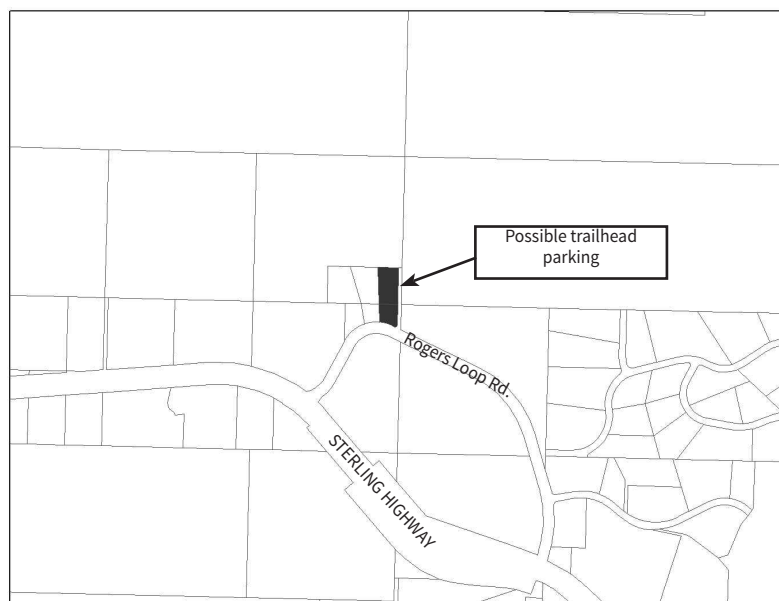 Possible trailhead
parking
Rogers Loop Rd.
STERLING HIGHWAY